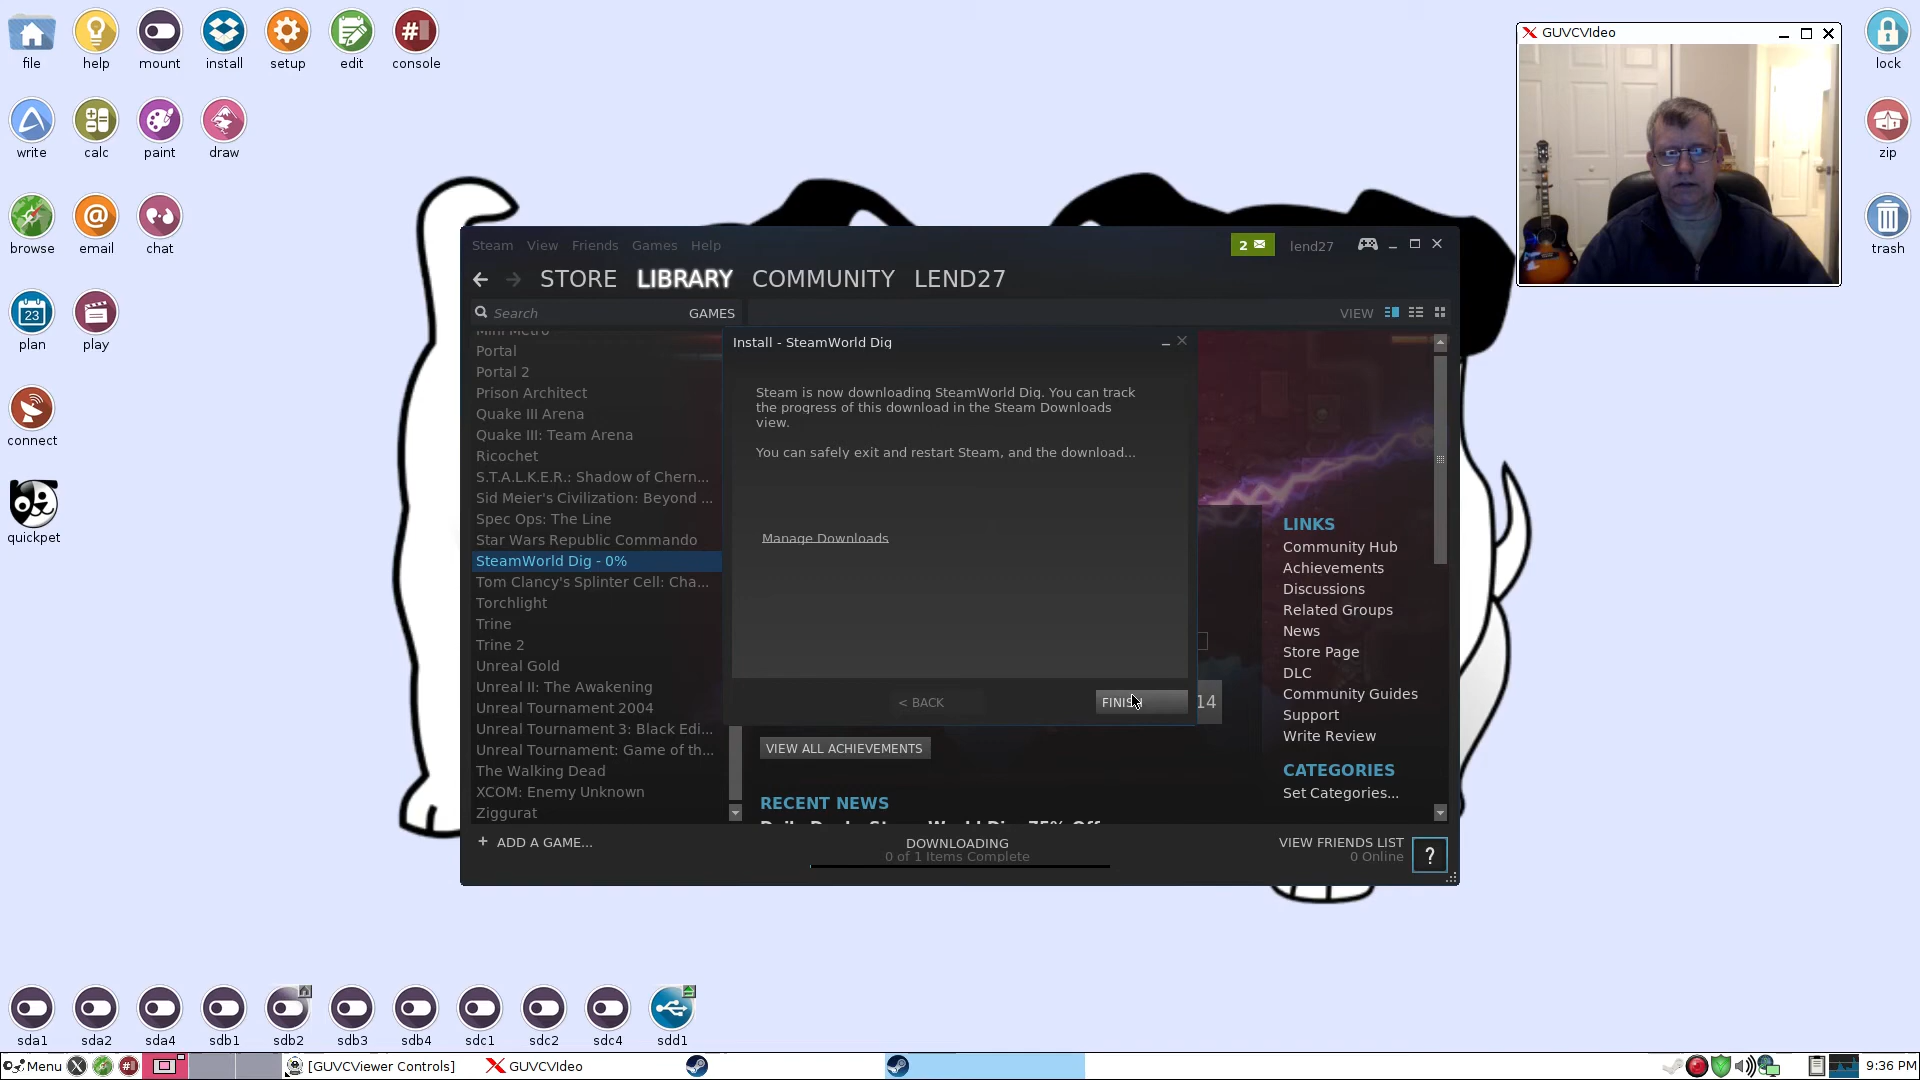 file
help
mount
install
setup
edit
console
write
calc
paint
draw
browse
email
chat
plan
23
play
connect
quickpet
GUVCVIdeo
lock
zip
trash
Steam View Friends Games Help
2
lend27
STORE LIBRARY COMMUNITY LEND27
Search
GAMES
VIEW
Mini Metro
Portal
Portal 2
Prison Architect
Quake III Arena
Quake III: Team Arena
Ricochet
S.T.A.L.K.E.R.: Shadow of Chern...
Sid Meier's Civilization: Beyond ...
Spec Ops: The Line
Star Wars Republic Commando
SteamWorld Dig - 0%
Tom Clancy's Splinter Cell: Cha...
Torchlight
Trine
Trine 2
Unreal Gold
Unreal II: The Awakening
Unreal Tournament 2004
Unreal Tournament 3: Black Edi...
Unreal Tournament: Game of th...
The Walking Dead
XCOM: Enemy Unknown
Ziggurat
Install - SteamWorld Dig
Steam is now downloading SteamWorld Dig. You can track
the progress of this download in the Steam Downloads
view.
You can safely exit and restart Steam, and the download...
Manage Downloads
< BACK
FINISH
14
VIEW ALL ACHIEVEMENTS
RECENT NEWS
Daily Deal - SteamWorld Dig, 75% Off
LINKS
Community Hub
Achievements
Discussions
Related Groups
News
Store Page
DLC
Community Guides
Support
Write Review
CATEGORIES
Set Categories...
+ ADD A GAME...
DOWNLOADING
0 of 1 Items Complete
VIEW FRIENDS LIST
0 Online
?
sda1
sda2
sda4
sdb1
sdb2
sdb3
sdb4
sdc1
sdc2
sdc4
sdd1
Menu
[GUVCViewer Controls]
GUVCVIdeo
9:36 PM